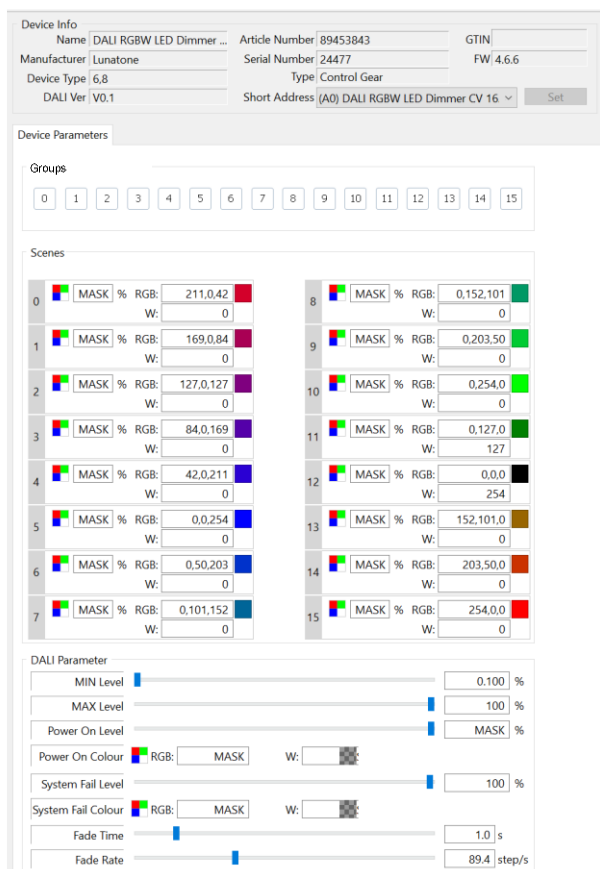 Device Info
Name DALI RGBW LED Dimmer ... Article Number 89453843 GTIN
Manufacturer Lunatone Serial Number 24477 FW 4.6.6
Device Type 6,8 Type Control Gear
DALI Ver V0.1 Short Address (A0) DALI RGBW LED Dimmer CV 16 Set
Device Parameters
Groups
0 1 2 3 4 5 6 7 8 9 10 11 12 13 14 15
Scenes
0 MASK % RGB: 211,0,42 8 MASK % RGB: 0,152,101
W: 0 W: 0
1 MASK % RGB: 169,0,84 9 MASK % RGB: 0,203,50
W: 0 W: 0
2 MASK % RGB: 127,0,127 10 MASK % RGB: 0,254,0
W: 0 W: 0
3 MASK % RGB: 84,0,169 11 MASK % RGB: 0,127,0
W: 0 W: 127
4 MASK % RGB: 42,0,211 12 MASK % RGB: 0,0,0
W: 0 W: 254
5 MASK % RGB: 0,0,254 13 MASK % RGB: 152,101,0
W: 0 W: 0
6 MASK % RGB: 0,50,203 14 MASK % RGB: 203,50,0
W: 0 W: 0
7 MASK % RGB: 0,101,152 15 MASK % RGB: 254,0,0
W: 0 W: 0
DALI Parameter
MIN Level 0.100 %
MAX Level 100 %
Power On Level MASK %
Power On Colour RGB: MASK W:
System Fail Level 100 %
System Fail Colour RGB: MASK W:
Fade Time 1.0 s
Fade Rate 89.4 step/s